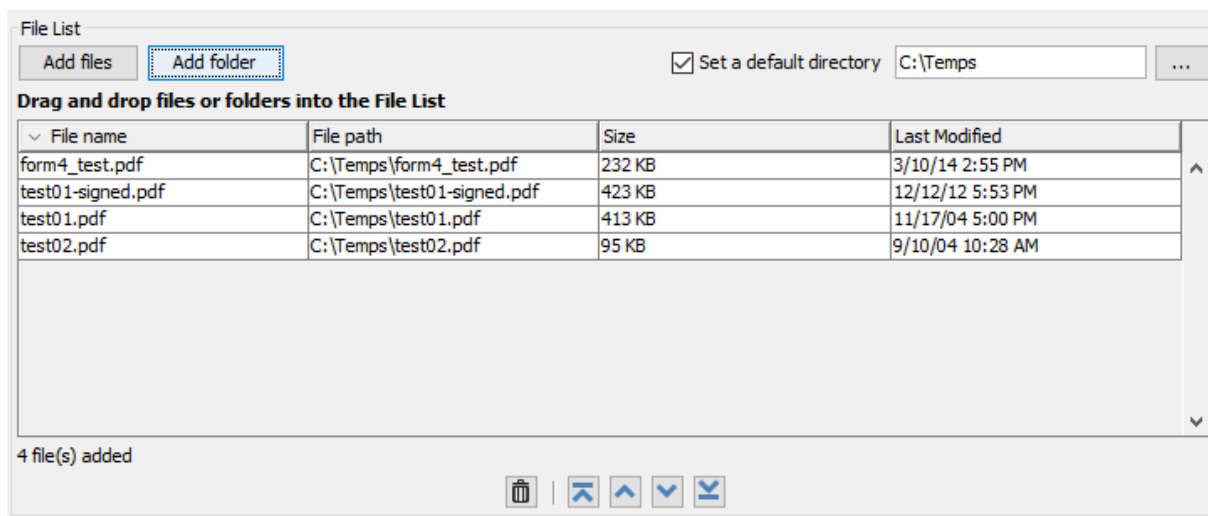 File List
Add files Add folder Set a default directory C:\Temps ...
Drag and drop files or folders into the File List
File name File path Size Last Modified
form4_test.pdf C:\Temps\form4_test.pdf 232 KB 3/10/14 2:55 PM
test01-signed.pdf C:\Temps\test01-signed.pdf 423 KB 12/12/12 5:53 PM
test01.pdf C:\Temps\test01.pdf 413 KB 11/17/04 5:00 PM
test02.pdf C:\Temps\test02.pdf 95 KB 9/10/04 10:28 AM
4 file(s) added